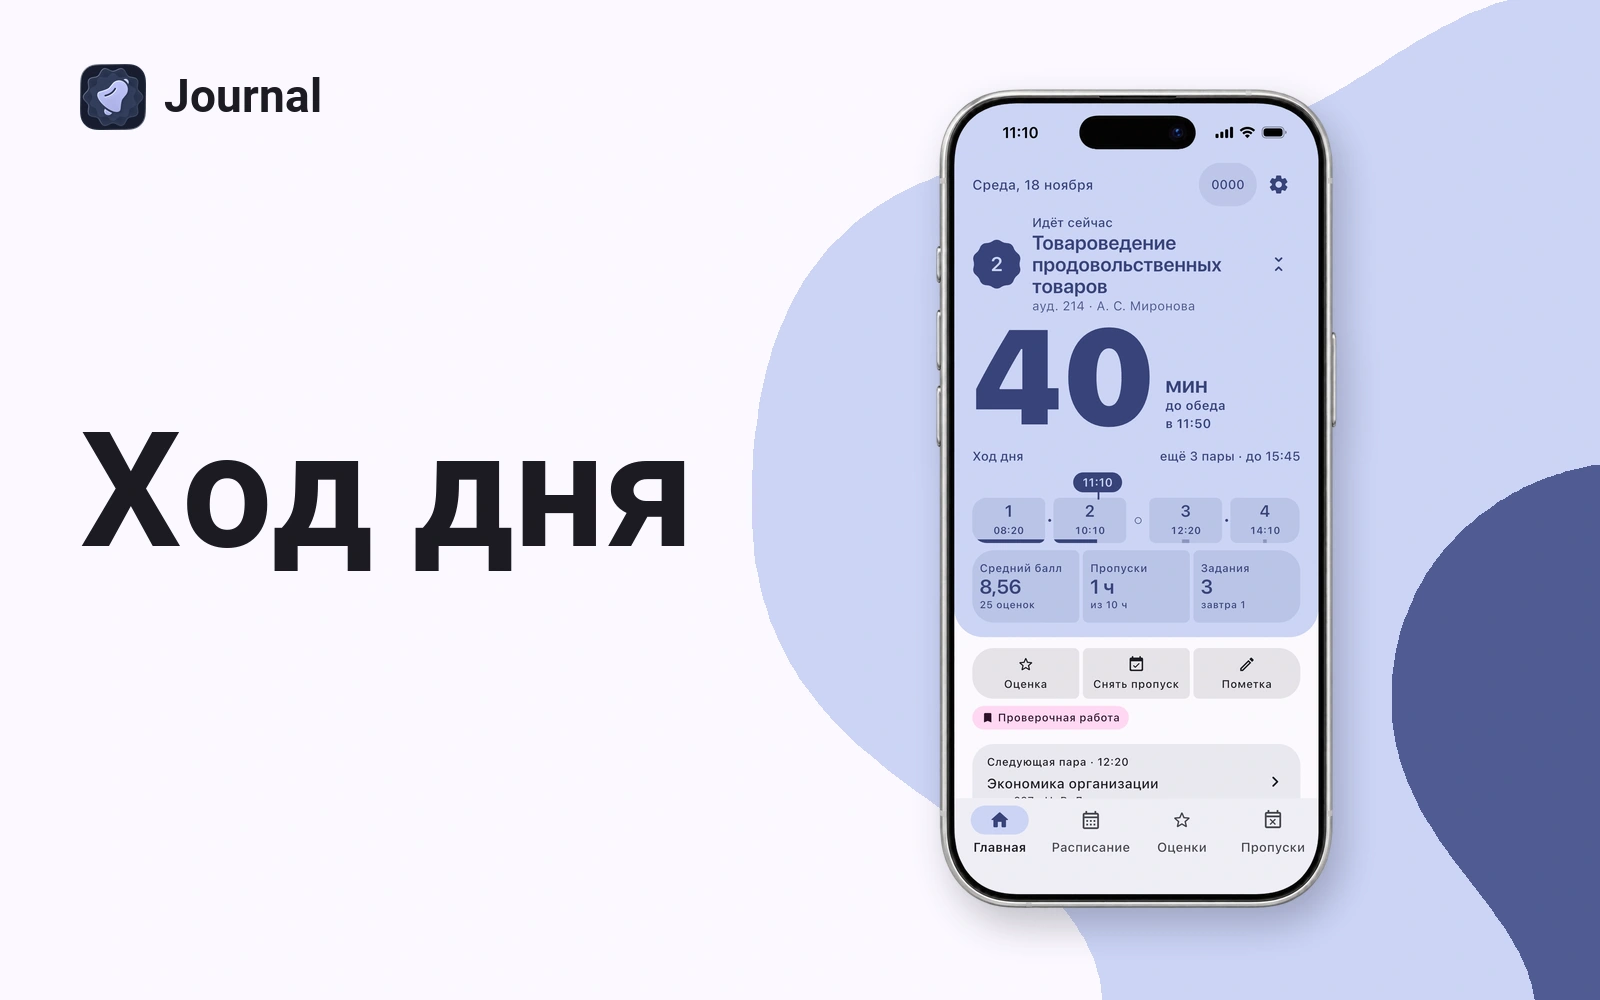 Journal
Ход дня
11:10
Среда, 18 ноября
0000
Идёт сейчас
2
Товароведение
продовольственных
товаров
ауд. 214 · А. С. Миронова
40
мин
до обеда
в 11:50
Ход дня
ещё 3 пары · до 15:45
11:10
1
2
3
4
08:20
10:10
12:20
14:10
Средний балл
8,56
25 оценок
Пропуски
1 ч
из 10 ч
Задания
3
завтра 1
Оценка
Снять пропуск
Пометка
Проверочная работа
Следующая пара · 12:20
Экономика организации
Главная
Расписание
Оценки
Пропуски